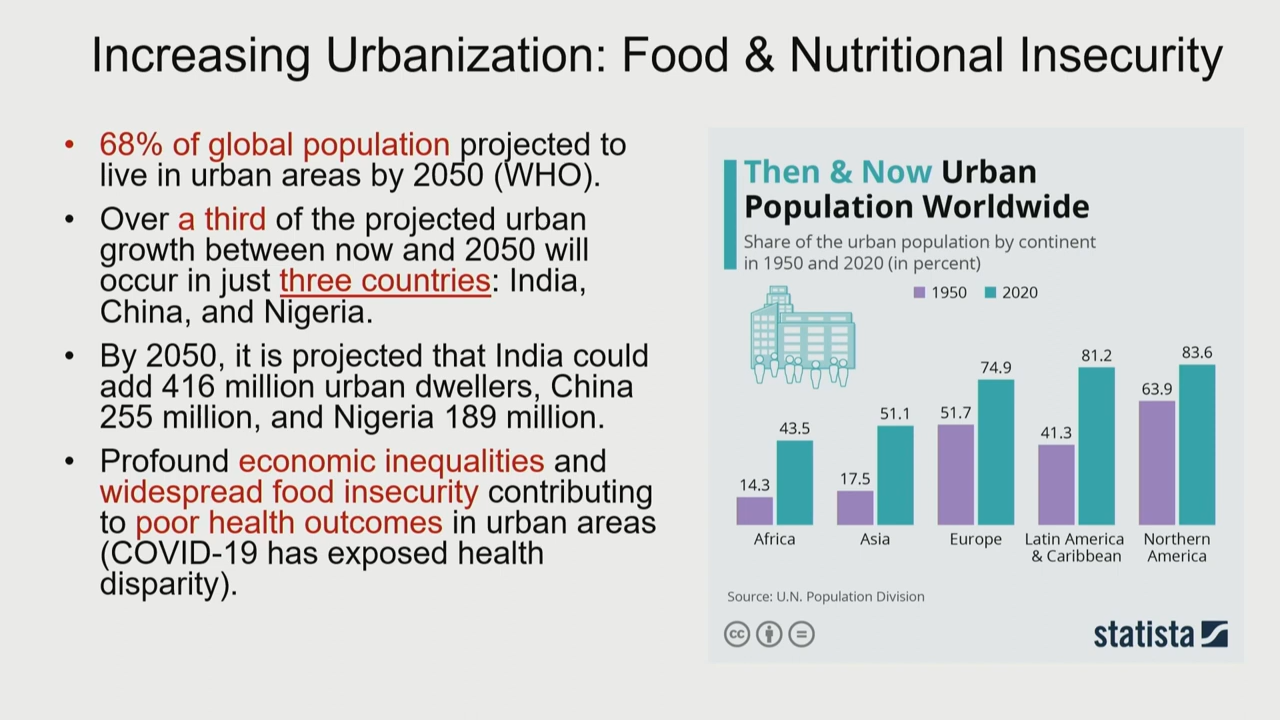 Increasing Urbanization: Food & Nutritional Insecurity
• 68% of global population projected to
live in urban areas by 2050 (WHO).
• Over a third of the projected urban
growth between now and 2050 will
occur in just three countries: India,
China, and Nigeria.
• By 2050, it is projected that India could
add 416 million urban dwellers, China
255 million, and Nigeria 189 million.
• Profound economic inequalities and
widespread food insecurity contributing
to poor health outcomes in urban areas
(COVID-19 has exposed health
disparity).
Then & Now Urban
Population Worldwide
Share of the urban population by continent
in 1950 and 2020 (in percent)
1950 2020
14.3 43.5
17.5 51.1
51.7 74.9
41.3 81.2
63.9 83.6
Africa
Asia
Europe
Latin America
& Caribbean
Northern
America
Source: U.N. Population Division
cc
statista